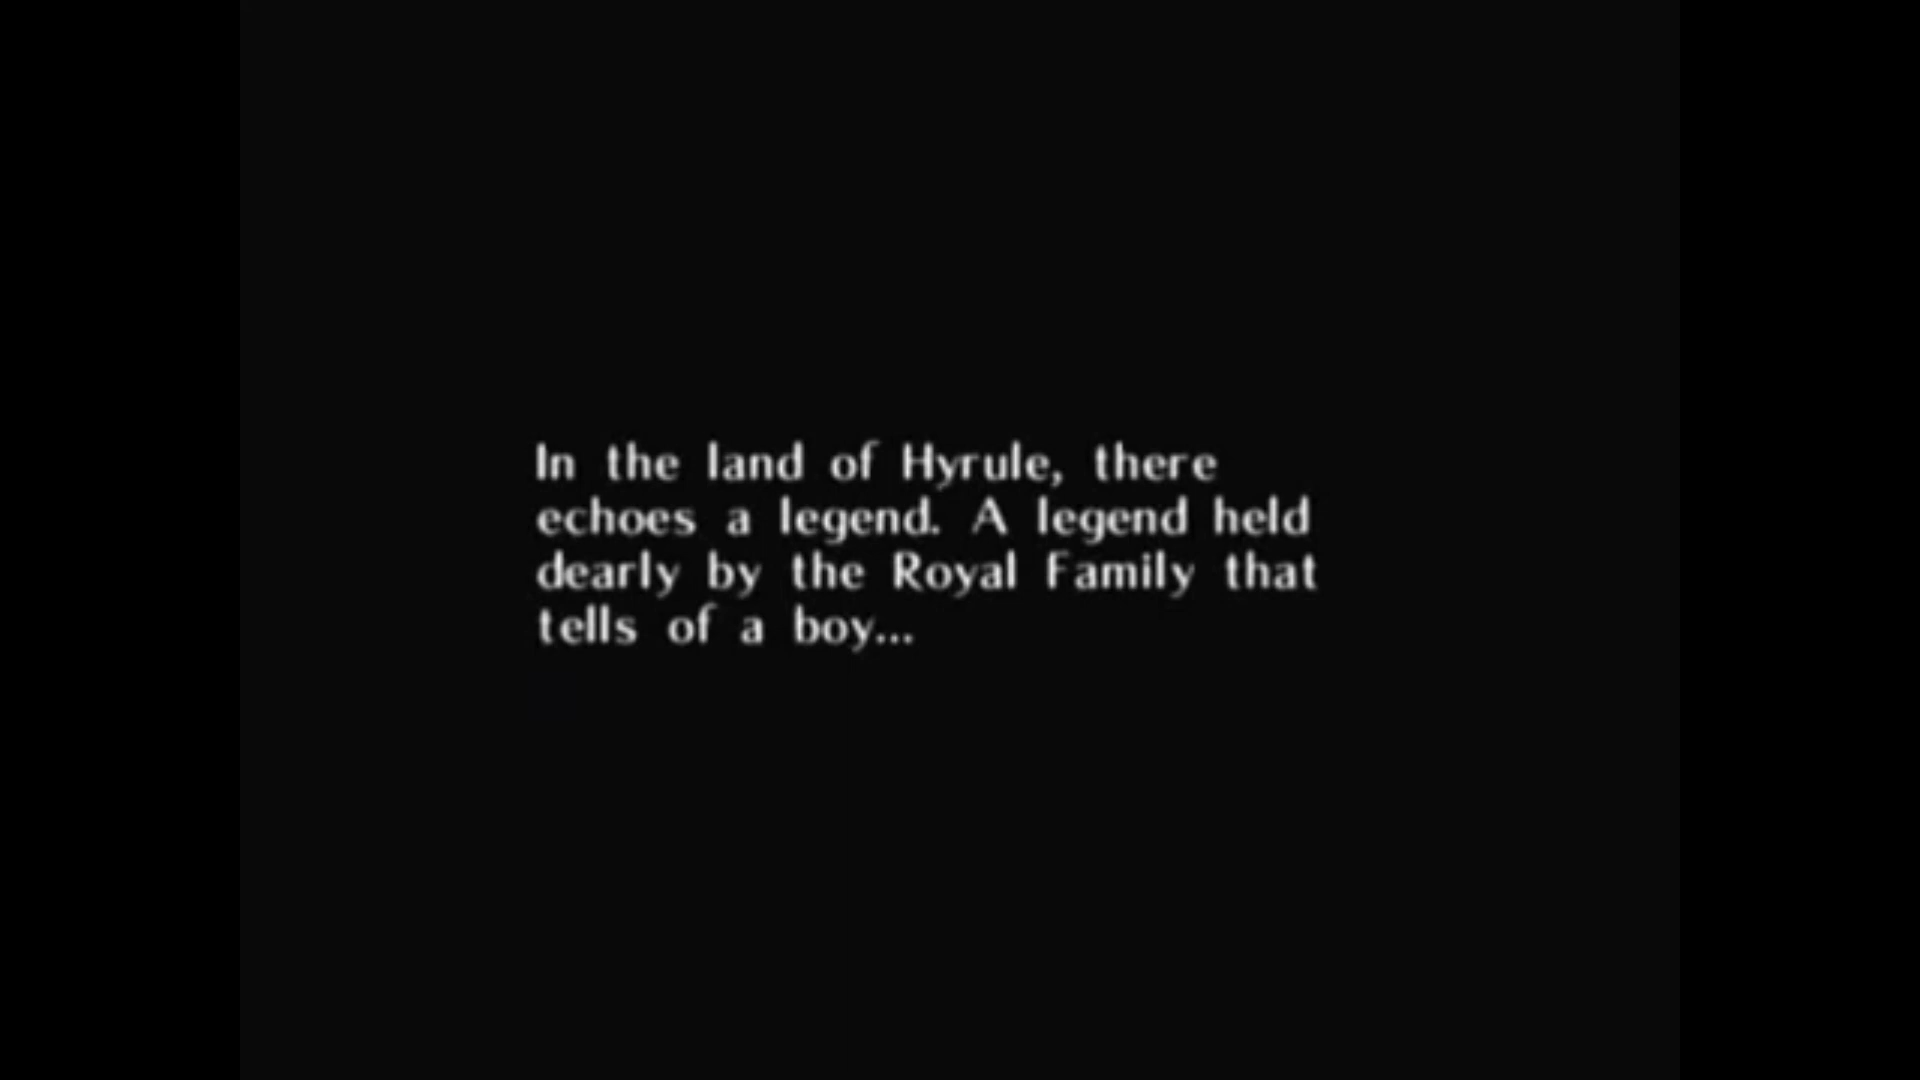 In the land of Hyrule, there
echoes a legend. A legend held
dearly by the Royal Family that
tells of a boy...